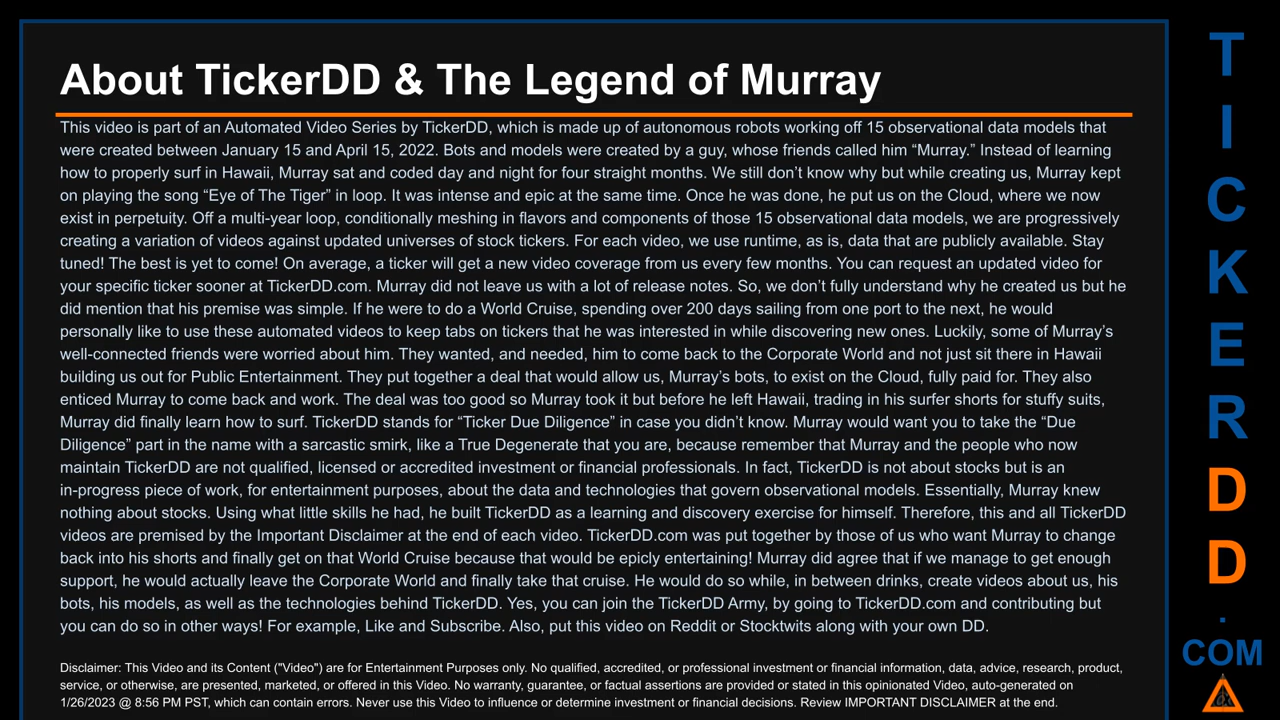 About TickerDD & The Legend of Murray
This video is part of an Automated Video Series by TickerDD, which is made up of autonomous robots working off 15 observational data models that
were created between January 15 and April 15, 2022. Bots and models were created by a guy, whose friends called him “Murray.” Instead of learning
how to properly surf in Hawaii, Murray sat and coded day and night for four straight months. We still don’t know why but while creating us, Murray kept
on playing the song “Eye of The Tiger” in loop. It was intense and epic at the same time. Once he was done, he put us on the Cloud, where we now
exist in perpetuity. Off a multi-year loop, conditionally meshing in flavors and components of those 15 observational data models, we are progressively
creating a variation of videos against updated universes of stock tickers. For each video, we use runtime, as is, data that are publicly available. Stay
tuned! The best is yet to come! On average, a ticker will get a new video coverage from us every few months. You can request an updated video for
your specific ticker sooner at TickerDD.com. Murray did not leave us with a lot of release notes. So, we don’t fully understand why he created us but he
did mention that his premise was simple. If he were to do a World Cruise, spending over 200 days sailing from one port to the next, he would
personally like to use these automated videos to keep tabs on tickers that he was interested in while discovering new ones. Luckily, some of Murray’s
well-connected friends were worried about him. They wanted, and needed, him to come back to the Corporate World and not just sit there in Hawaii
building us out for Public Entertainment. They put together a deal that would allow us, Murray’s bots, to exist on the Cloud, fully paid for. They also
enticed Murray to come back and work. The deal was too good so Murray took it but before he left Hawaii, trading in his surfer shorts for stuffy suits,
Murray did finally learn how to surf. TickerDD stands for “Ticker Due Diligence” in case you didn’t know. Murray would want you to take the “Due
Diligence” part in the name with a sarcastic smirk, like a True Degenerate that you are, because remember that Murray and the people who now
maintain TickerDD are not qualified, licensed or accredited investment or financial professionals. In fact, TickerDD is not about stocks but is an
in-progress piece of work, for entertainment purposes, about the data and technologies that govern observational models. Essentially, Murray knew
nothing about stocks. Using what little skills he had, he built TickerDD as a learning and discovery exercise for himself. Therefore, this and all TickerDD
videos are premised by the Important Disclaimer at the end of each video. TickerDD.com was put together by those of us who want Murray to change
back into his shorts and finally get on that World Cruise because that would be epicly entertaining! Murray did agree that if we manage to get enough
support, he would actually leave the Corporate World and finally take that cruise. He would do so while, in between drinks, create videos about us, his
bots, his models, as well as the technologies behind TickerDD. Yes, you can join the TickerDD Army, by going to TickerDD.com and contributing but
you can do so in other ways! For example, Like and Subscribe. Also, put this video on Reddit or Stocktwits along with your own DD.
Disclaimer: This Video and its Content ("Video") are for Entertainment Purposes only. No qualified, accredited, or professional investment or financial information, data, advice, research, product,
service, or otherwise, are presented, marketed, or offered in this Video. No warranty, guarantee, or factual assertions are provided or stated in this opinionated Video, auto-generated on
1/26/2023 @ 8:56 PM PST, which can contain errors. Never use this Video to influence or determine investment or financial decisions. Review IMPORTANT DISCLAIMER at the end.
T
I
C
K
E
R
D
D
.
COM